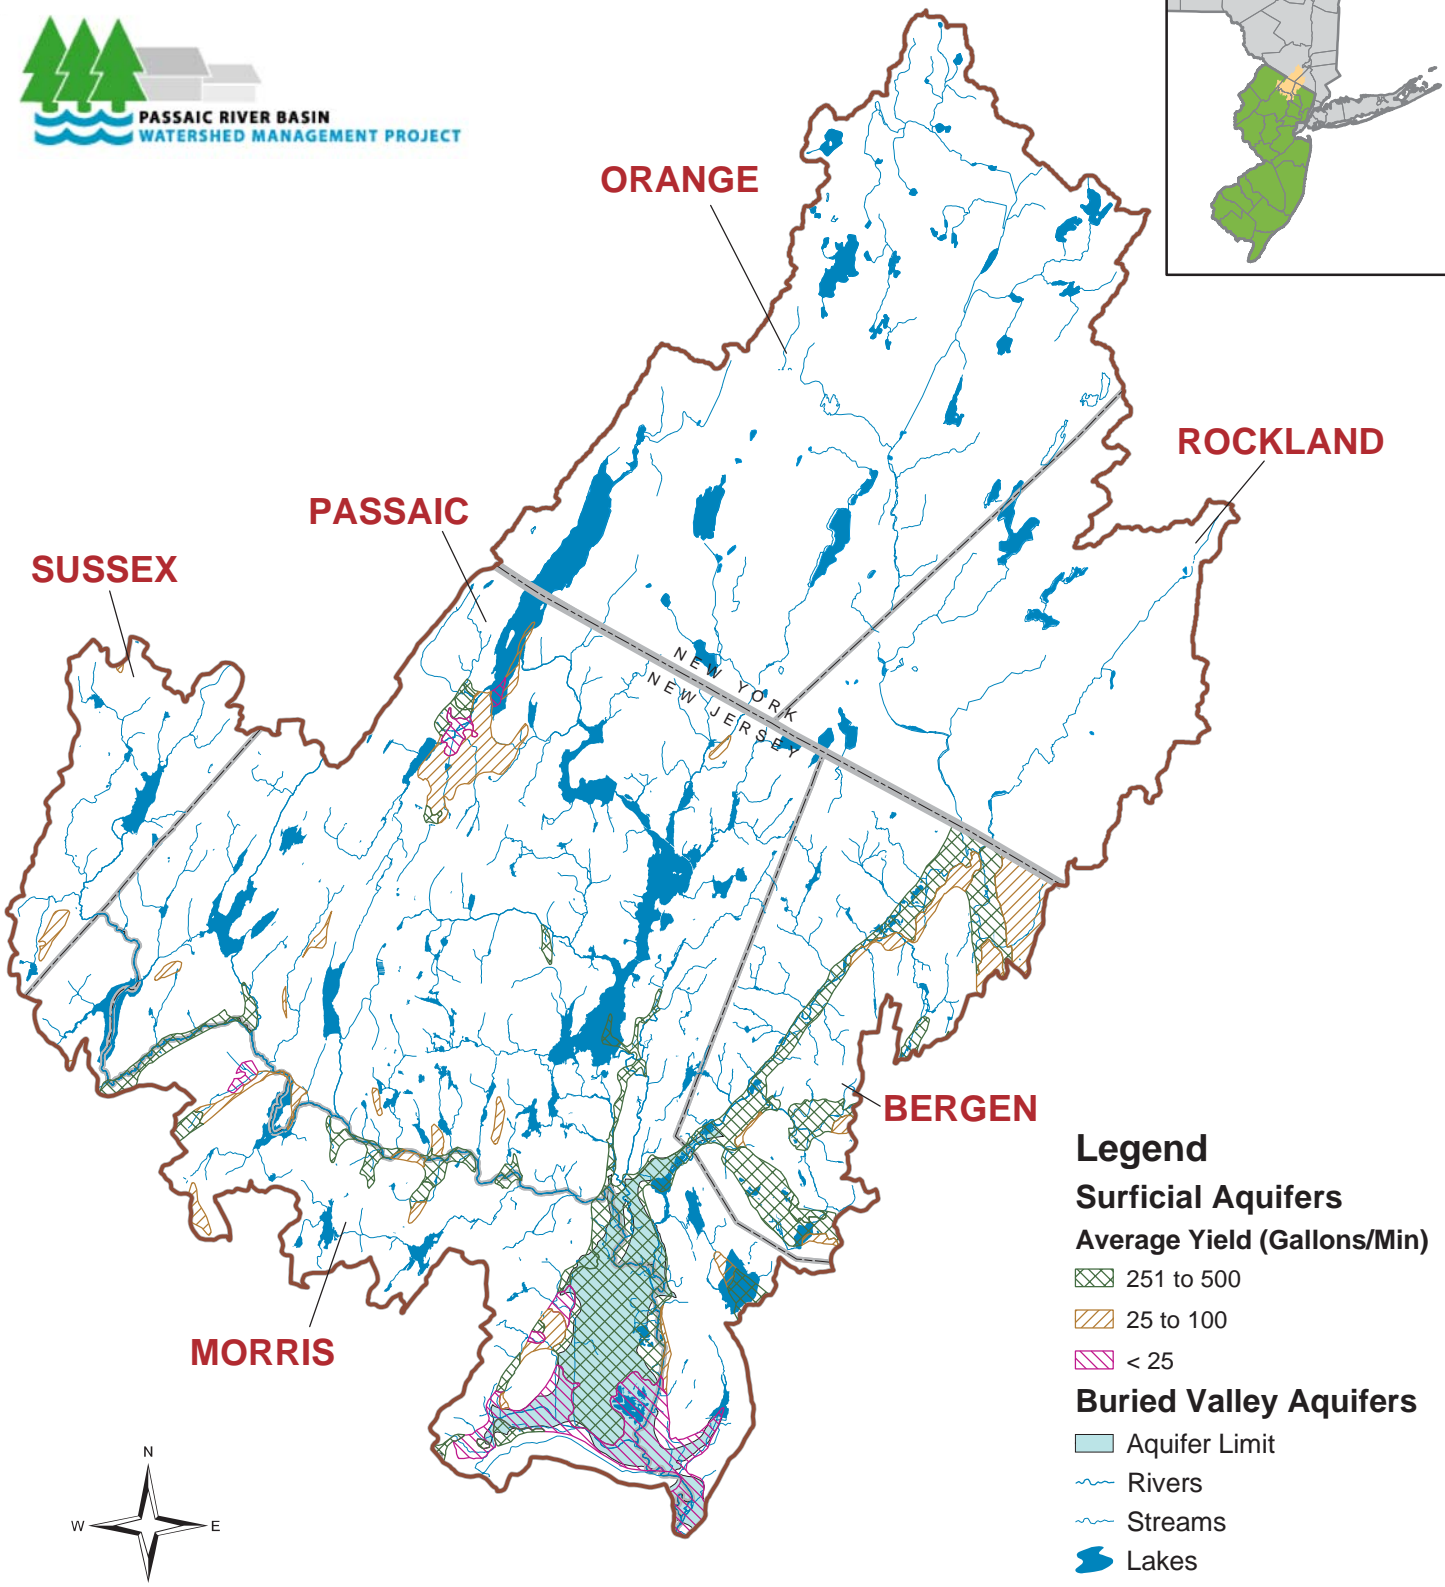 PASSAIC RIVER BASIN
WATERSHED MANAGEMENT PROJECT
ORANGE
ROCKLAND
PASSAIC
SUSSEX
NEW YORK
NEW JERSEY
BERGEN
MORRIS
Legend
Surficial Aquifers
Average Yield (Gallons/Min)
251 to 500
25 to 100
< 25
Buried Valley Aquifers
Aquifer Limit
Rivers
Streams
Lakes
N
W
E